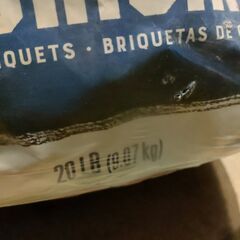 QUETS · BRIQUETAS DE
20 LB (9.07 kg)